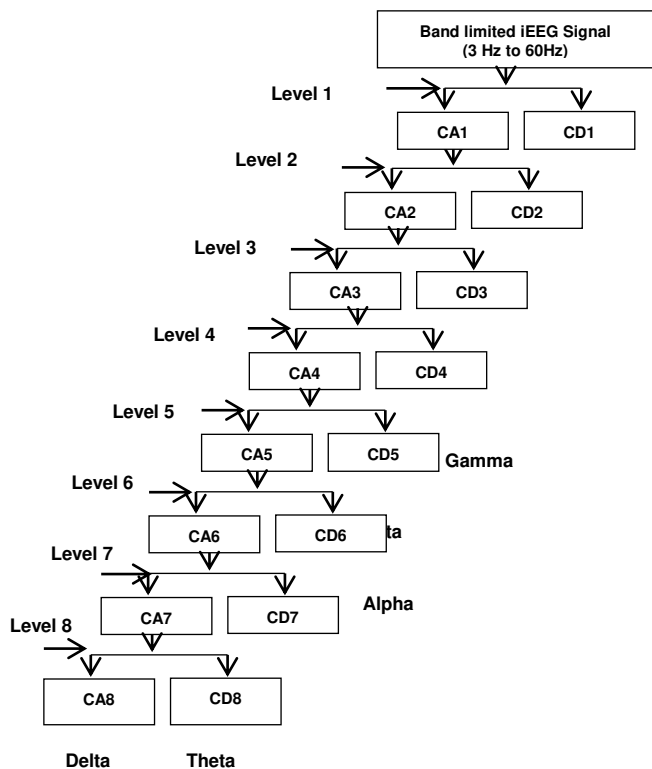 Band limited iEEG Signal
(3 Hz to 60Hz)
Level 1
CA1
CD1
Level 2
CA2
CD2
Level 3
CA3
CD3
Level 4
CA4
CD4
Level 5
CA5
CD5
Gamma
Level 6
CA6
CD6
ta
Level 7
CA7
CD7
Alpha
Level 8
CA8
CD8
Delta
Theta